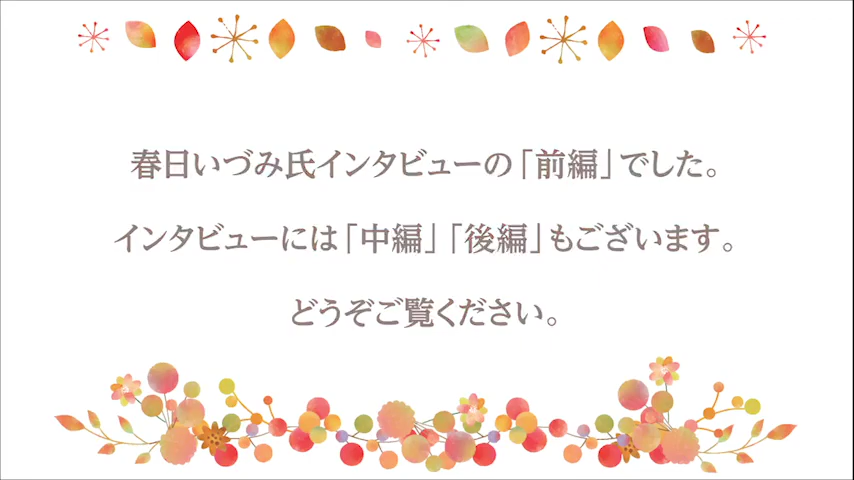 春日いづみ氏インタビューの「前編」でした。
インタビューには「中編」「後編」もございます。
どうぞご覧ください。